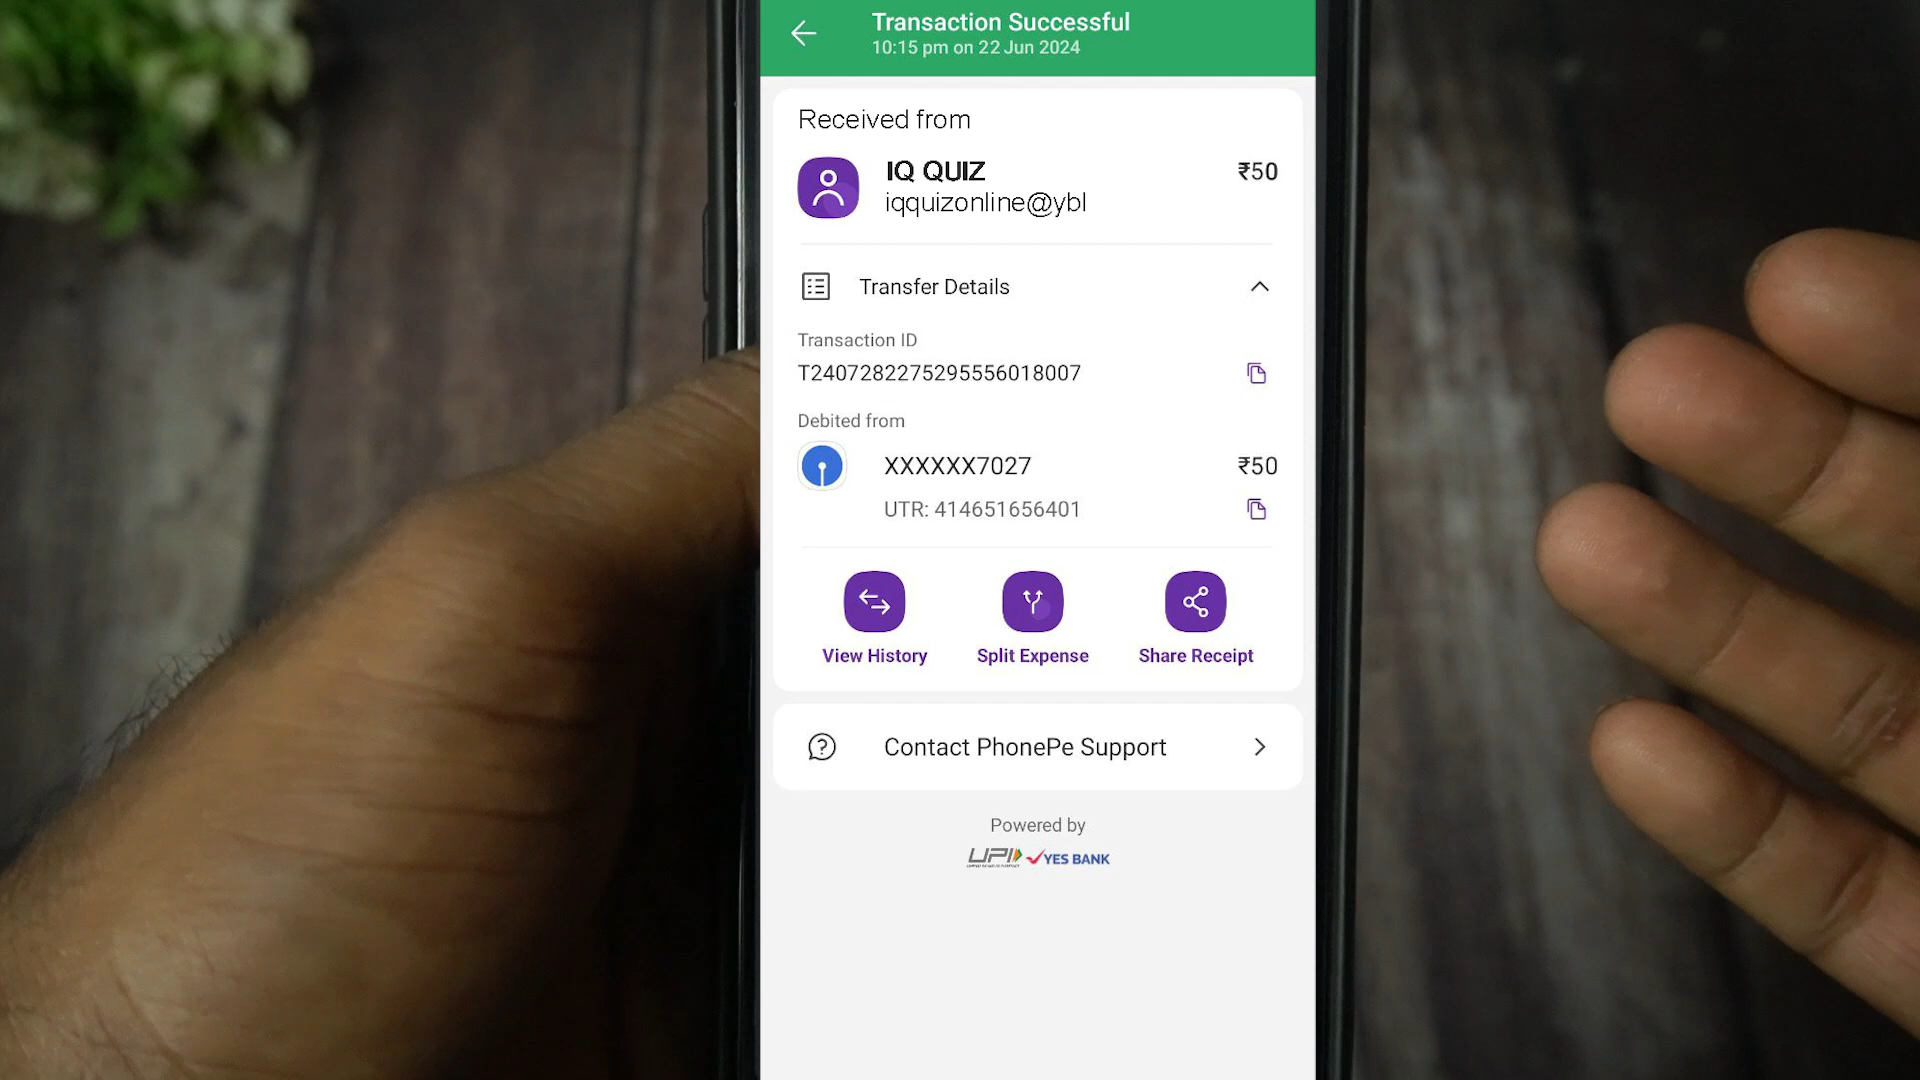 Transaction Successful
10:15 pm on 22 Jun 2024
Received from
IQ QUIZ
₹50
iqquizonline@ybl
Transfer Details
Transaction ID
T2407282275295556018007
Debited from
XXXXXX7027
₹50
UTR: 414651656401
View History
Split Expense
Share Receipt
Contact PhonePe Support
Powered by
UPI YES BANK